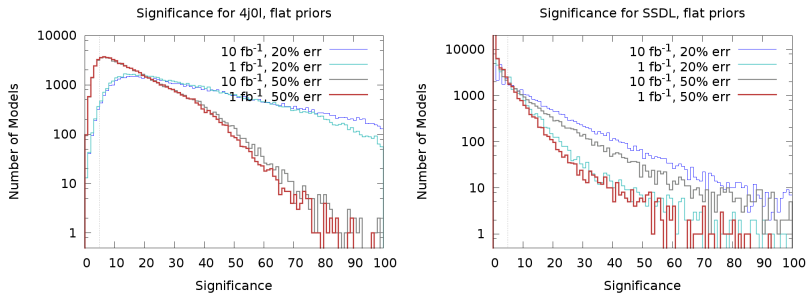 Significance for 4j0l, flat priors
Number of Models
10000
1000
100
10
1
10 fb-1, 20% err
1 fb-1, 20% err
10 fb-1, 50% err
1 fb-1, 50% err
0 10 20 30 40 50 60 70 80 90 100
Significance
Significance for SSDL, flat priors
Number of Models
10000
1000
100
10
1
10 fb-1, 20% err
1 fb-1, 20% err
10 fb-1, 50% err
1 fb-1, 50% err
0 10 20 30 40 50 60 70 80 90 100
Significance